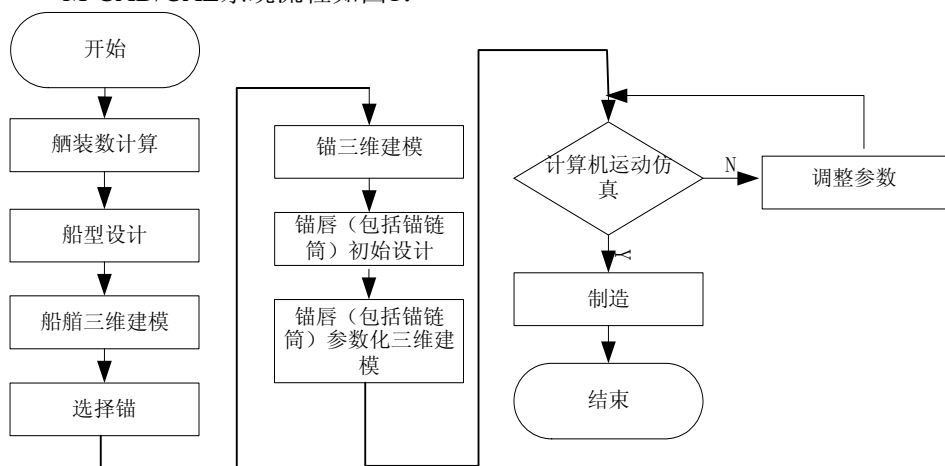 开始
舾装数计算
船型设计
船艏三维建模
选择锚
锚三维建模
锚唇（包括锚链
筒）初始设计
锚唇（包括锚链
筒）参数化三维建
模
计算机运动仿
真
N
调整参数
Y
制造
结束